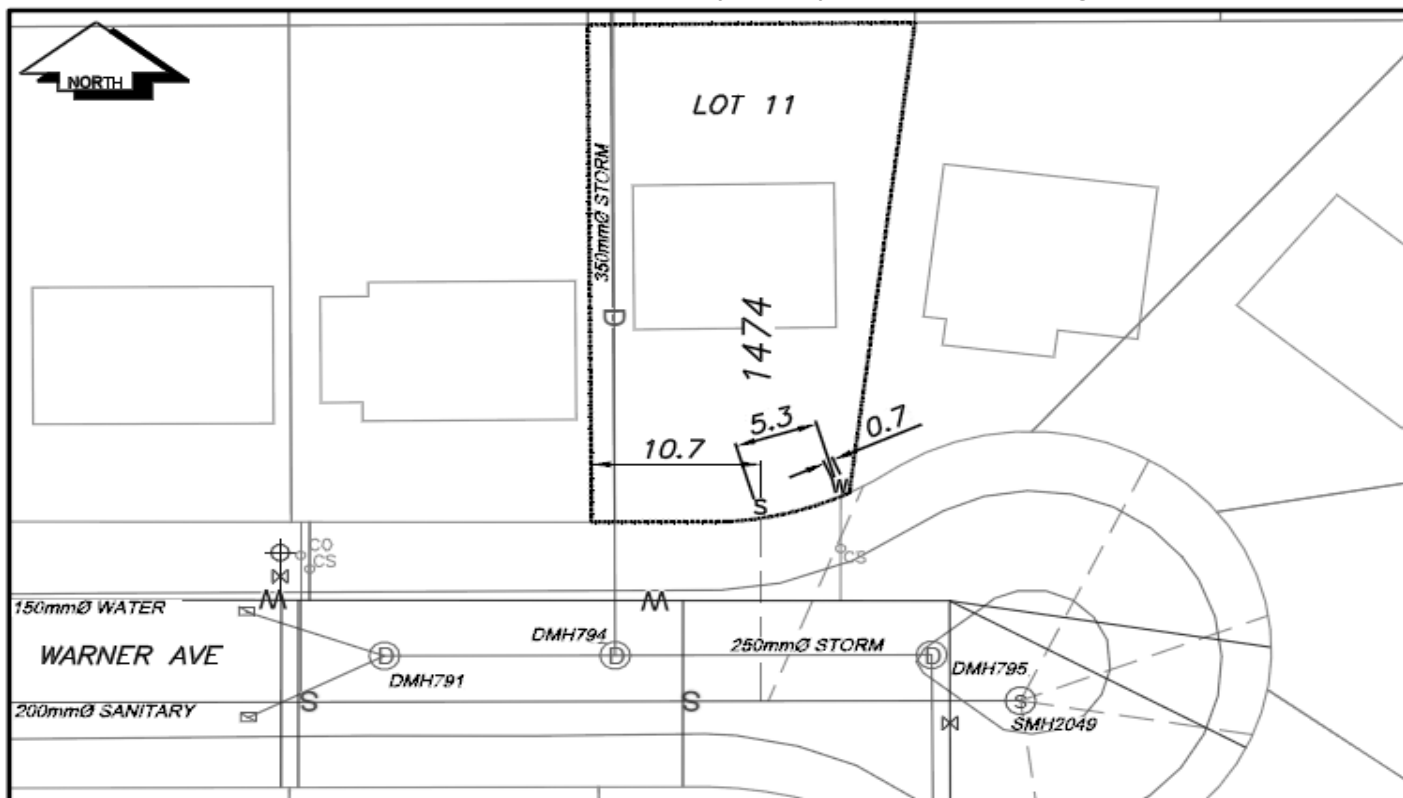 NORTH
LOT 11
350mmØ STORM
D
1474
5.3
0.7
10.7
W
S
CO
CS
CS
150mmØ WATER
W
W
WARNER AVE
DMH794
250mmØ STORM
D
D
D
DMH791
DMH795
S
S
S
200mmØ SANITARY
SMH2049